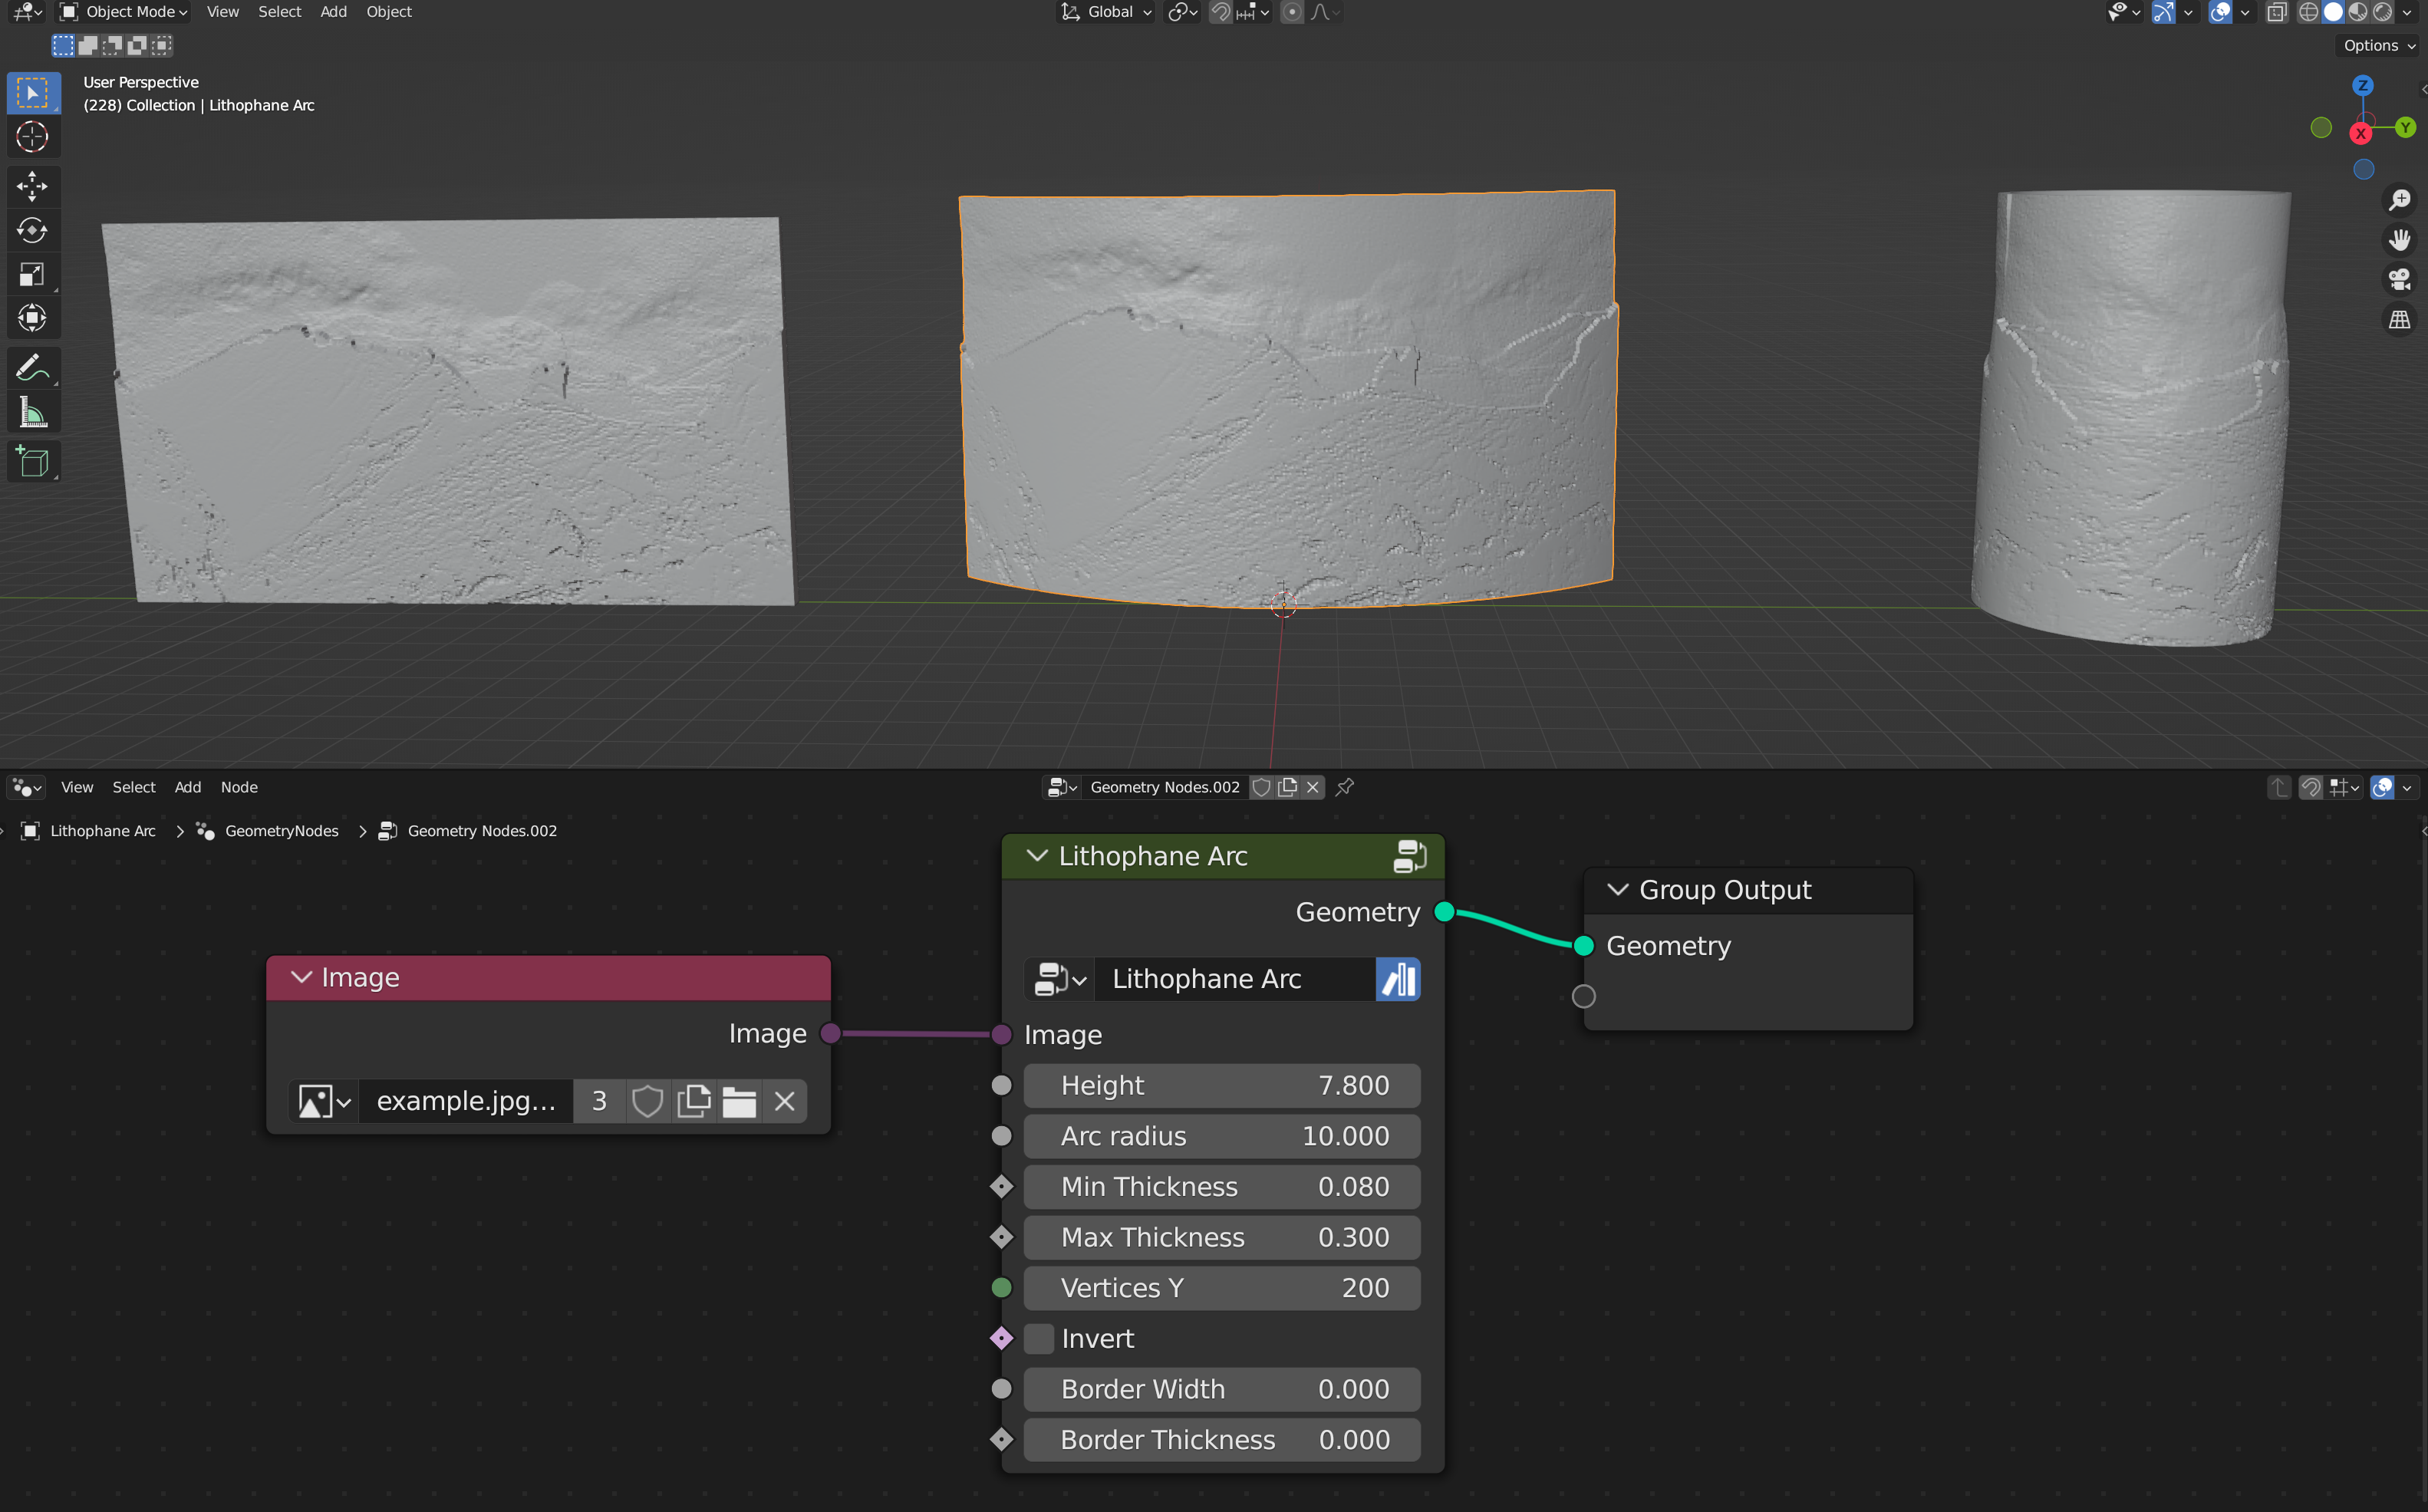 Object Mode View Select Add Object Global
Options
User Perspective
(228) Collection | Lithophane Arc
Z
Y
X
View Select Add Node Geometry Nodes.002
Lithophane Arc GeometryNodes Geometry Nodes.002
Lithophane Arc
Geometry
Lithophane Arc
Image
Height 7.800
Arc radius 10.000
Min Thickness 0.080
Max Thickness 0.300
Vertices Y 200
Invert
Border Width 0.000
Border Thickness 0.000
Image
Image
example.jpg... 3
Group Output
Geometry